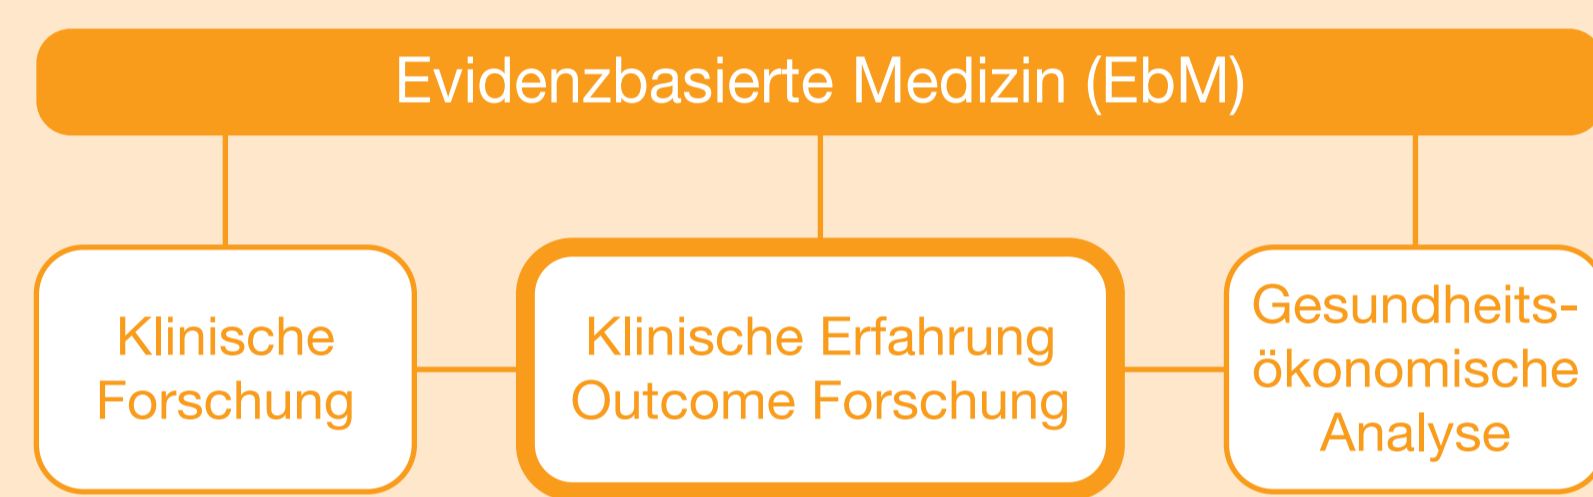 Evidenzbasierte Medizin (EbM)
Klinische
Forschung
Klinische Erfahrung
Outcome Forschung
Gesundheits-
ökonomische
Analyse